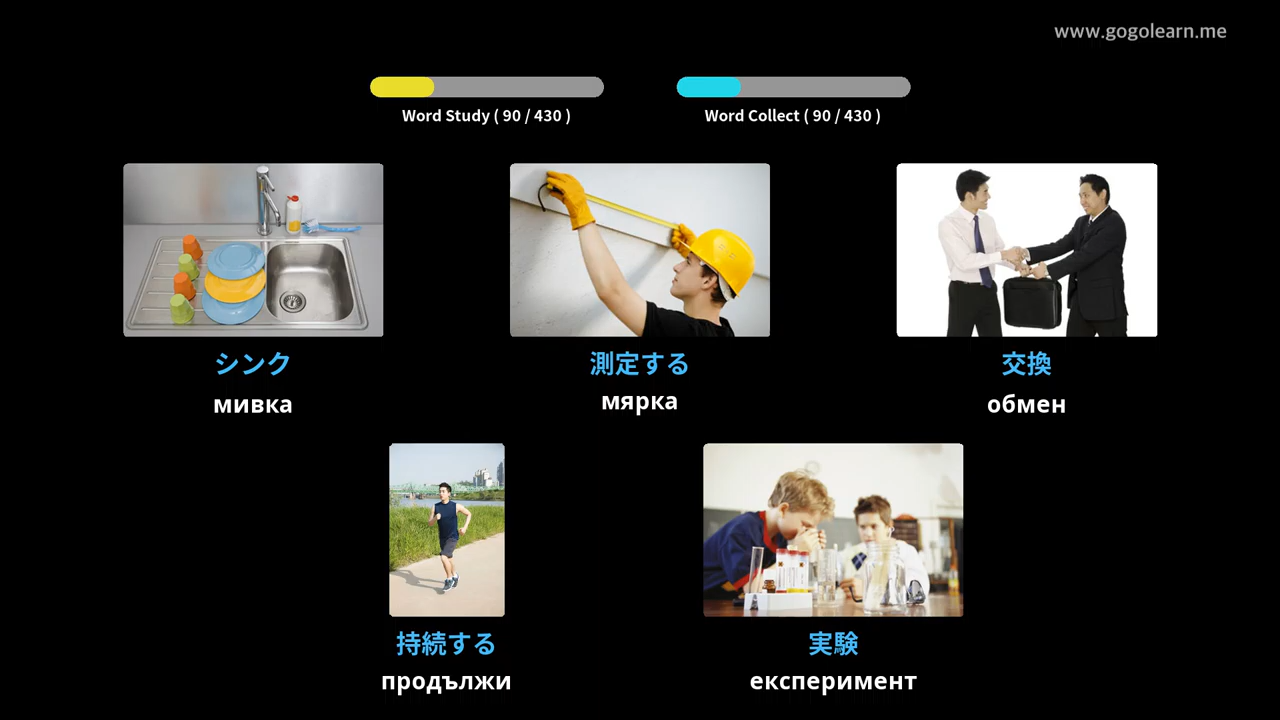 www.gogolearn.me
Word Study ( 90 / 430 )
Word Collect ( 90 / 430 )
シンク
мивка
測定する
мярка
交換
обмен
持続する
продължи
実験
експеримент